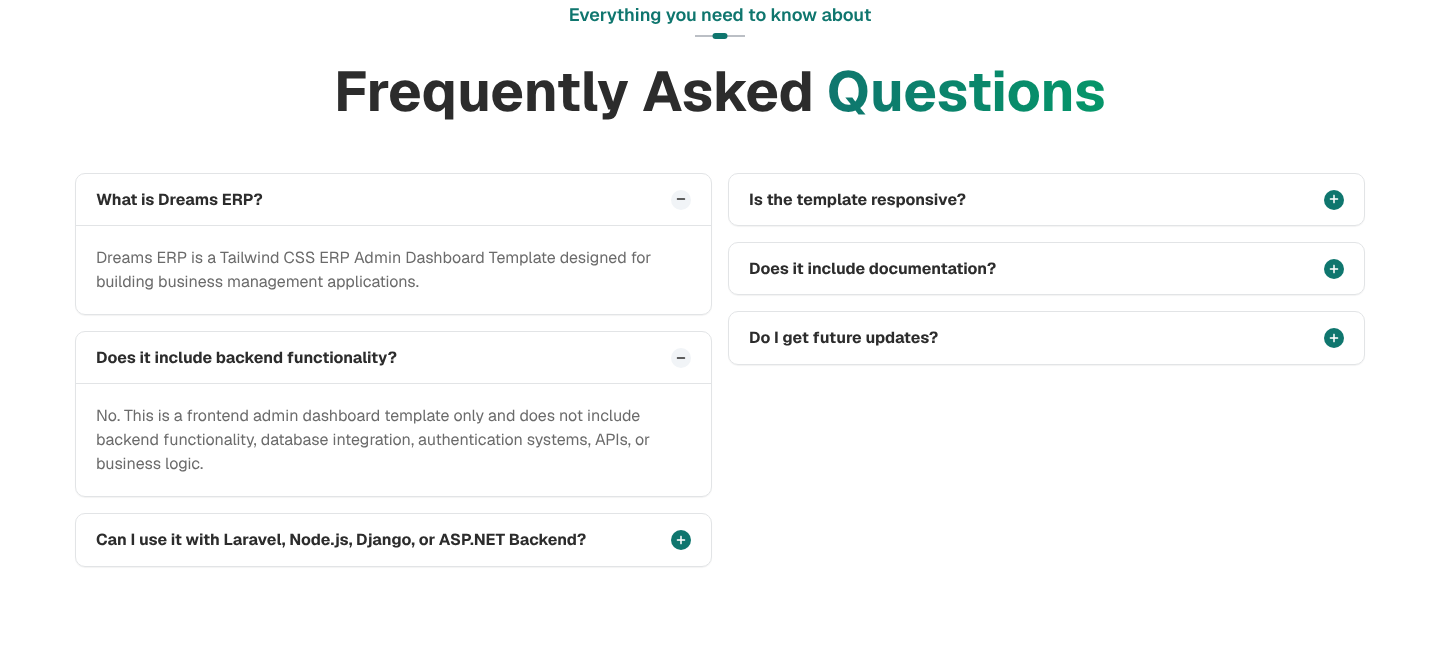 Everything you need to know about
Frequently Asked Questions
What is Dreams ERP?
Dreams ERP is a Tailwind CSS ERP Admin Dashboard Template designed for
building business management applications.
Does it include backend functionality?
No. This is a frontend admin dashboard template only and does not include
backend functionality, database integration, authentication systems, APIs, or
business logic.
Can I use it with Laravel, Node.js, Django, or ASP.NET Backend?
Is the template responsive?
Does it include documentation?
Do I get future updates?